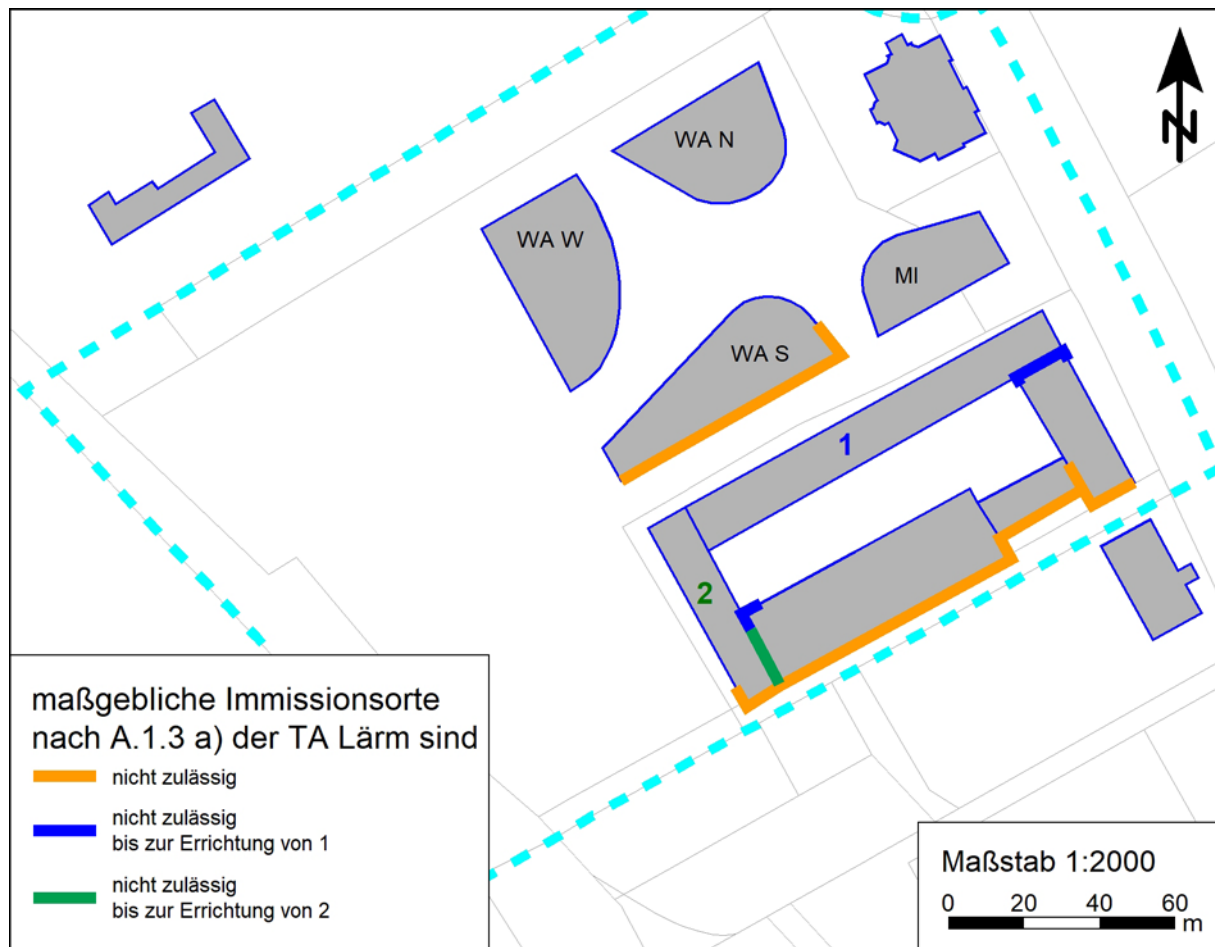 WA N
N
WA W
MI
WA S
1
2
maßgebliche Immissionsorte
nach A.1.3 a) der TA Lärm sind
nicht zulässig
nicht zulässig
bis zur Errichtung von 1
nicht zulässig
bis zur Errichtung von 2
Maßstab 1:2000
0 20 40 60
m